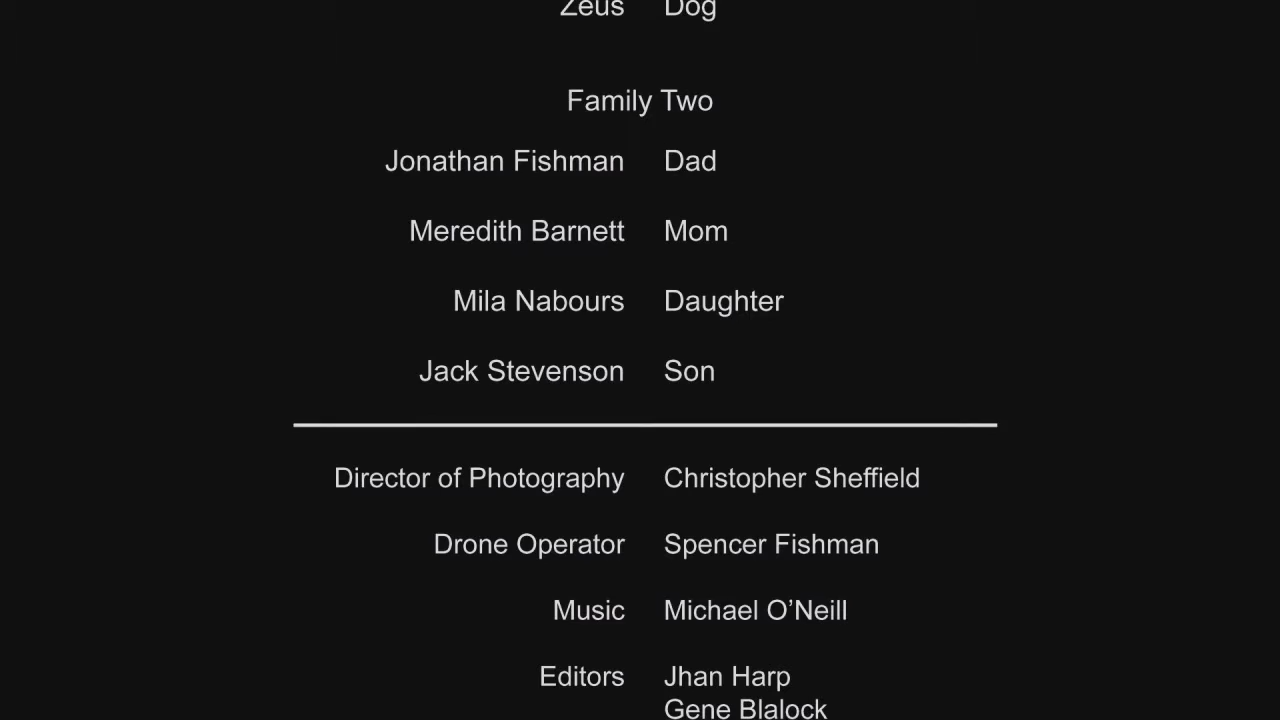 Zeus Dog
Family Two
Jonathan Fishman Dad
Meredith Barnett Mom
Mila Nabours Daughter
Jack Stevenson Son
Director of Photography Christopher Sheffield
Drone Operator Spencer Fishman
Music Michael O’Neill
Editors Jhan Harp
Gene Blalock